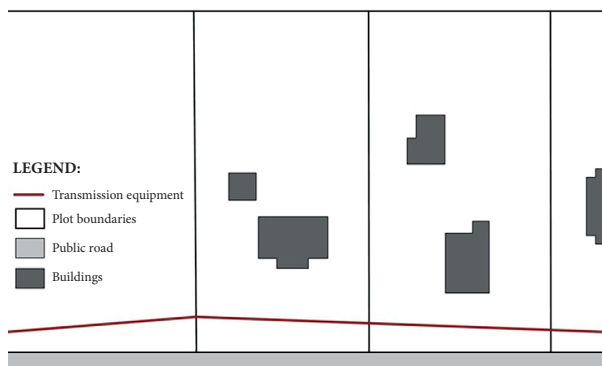 LEGEND:
Transmission equipment
Plot boundaries
Public road
Buildings